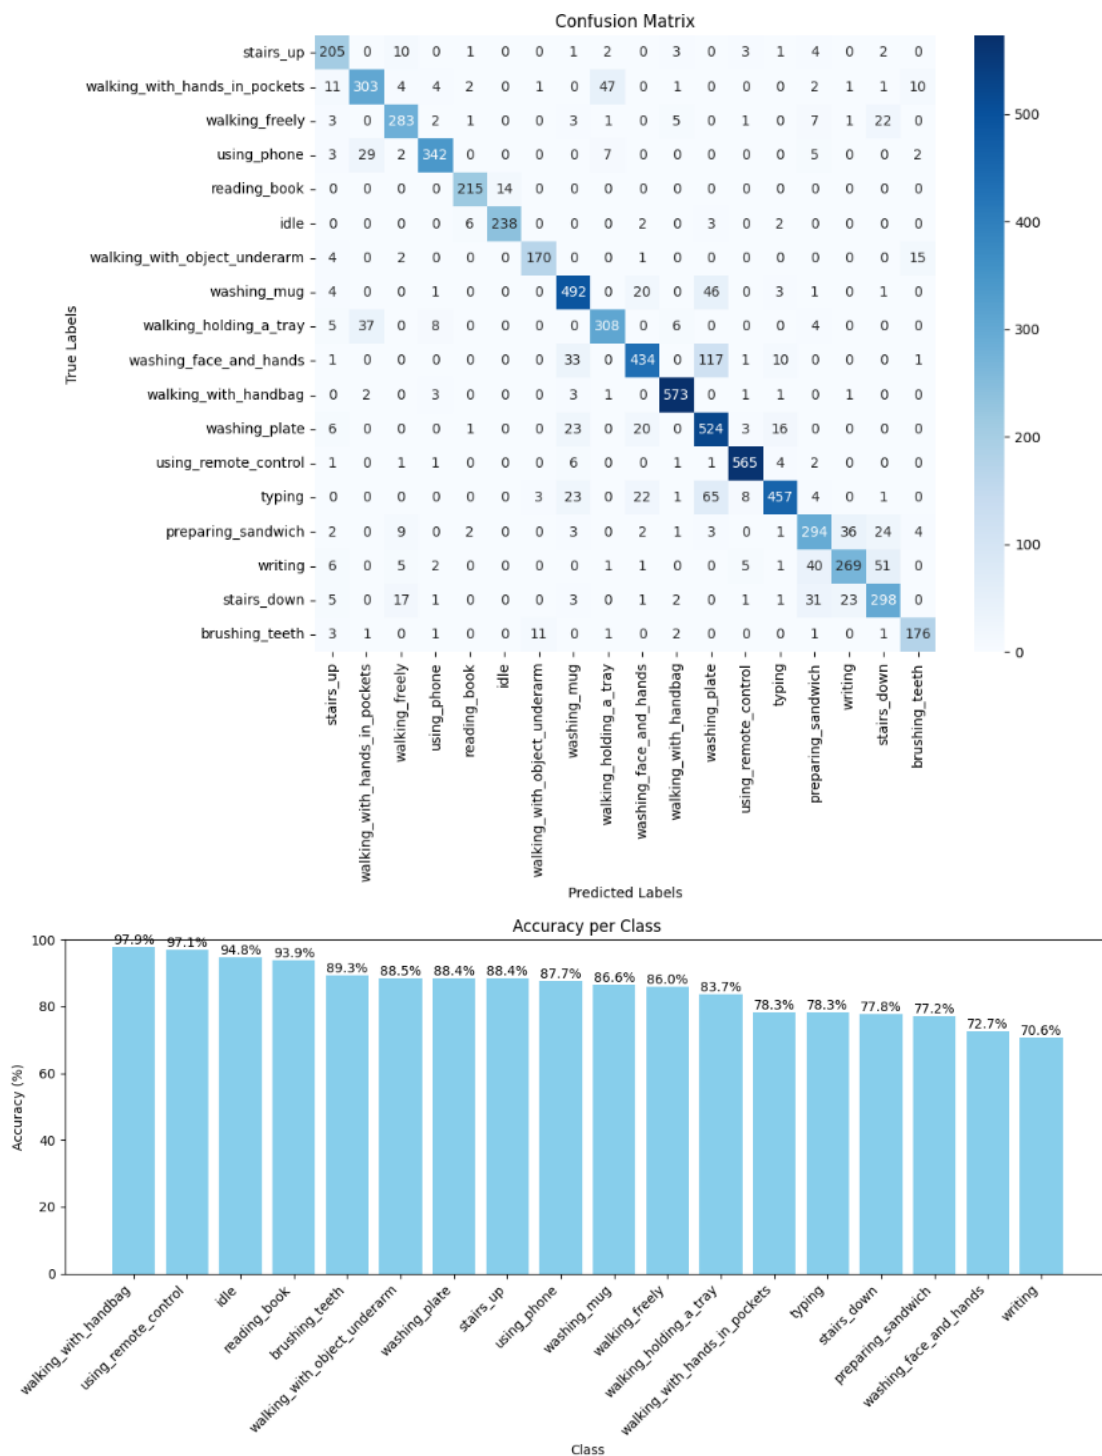 Confusion Matrix
True Labels
stairs_up 205 0 10 0 1 0 0 1 2 0 3 0 3 1 4 0 2 0
walking_with_hands_in_pockets 11 303 4 4 2 0 1 0 47 0 1 0 0 0 2 1 1 10
walking_freely 3 0 283 2 1 0 0 3 1 0 5 0 1 0 7 1 22 0
using_phone 3 29 2 342 0 0 0 0 7 0 0 0 0 0 5 0 0 2
reading_book 0 0 0 0 215 14 0 0 0 0 0 0 0 0 0 0 0 0
idle 0 0 0 0 6 238 0 0 0 2 0 3 0 2 0 0 0 0
walking_with_object_underarm 4 0 2 0 0 0 170 0 0 1 0 0 0 0 0 0 0 15
washing_mug 4 0 0 1 0 0 0 492 0 20 0 46 0 3 1 0 1 0
walking_holding_a_tray 5 37 0 8 0 0 0 0 308 0 6 0 0 0 4 0 0 0
washing_face_and_hands 1 0 0 0 0 0 0 33 0 434 0 117 1 10 0 0 0 1
walking_with_handbag 0 2 0 3 0 0 0 3 1 0 573 0 1 1 0 1 0 0
washing_plate 6 0 0 0 1 0 0 23 0 20 0 524 3 16 0 0 0 0
using_remote_control 1 0 1 1 0 0 0 6 0 0 1 1 565 4 2 0 0 0
typing 0 0 0 0 0 0 3 23 0 22 1 65 8 457 4 0 1 0
preparing_sandwich 2 0 9 0 2 0 0 3 0 2 1 3 0 1 294 36 24 4
writing 6 0 5 2 0 0 0 0 1 1 0 0 5 1 40 269 51 0
stairs_down 5 0 17 1 0 0 0 3 0 1 2 0 1 1 31 23 298 0
brushing_teeth 3 1 0 1 0 0 11 0 1 0 2 0 0 0 1 0 1 176
stairs_up
walking_with_hands_in_pockets
walking_freely
using_phone
reading_book
idle
walking_with_object_underarm
washing_mug
walking_holding_a_tray
washing_face_and_hands
walking_with_handbag
washing_plate
using_remote_control
typing
preparing_sandwich
writing
stairs_down
brushing_teeth
Predicted Labels
500
400
300
200
100
0
Accuracy per Class
Accuracy (%)
100
80
60
40
20
0
97.9% 97.1% 94.8% 93.9% 89.3% 88.5% 88.4% 88.4% 87.7% 86.6% 86.0% 83.7% 78.3% 78.3% 77.8% 77.2% 72.7% 70.6%
walking_with_handbag
using_remote_control
idle
reading_book
brushing_teeth
walking_with_object_underarm
washing_plate
stairs_up
using_phone
washing_mug
walking_freely
walking_holding_a_tray
walking_with_hands_in_pockets
typing
stairs_down
preparing_sandwich
washing_face_and_hands
writing
Class